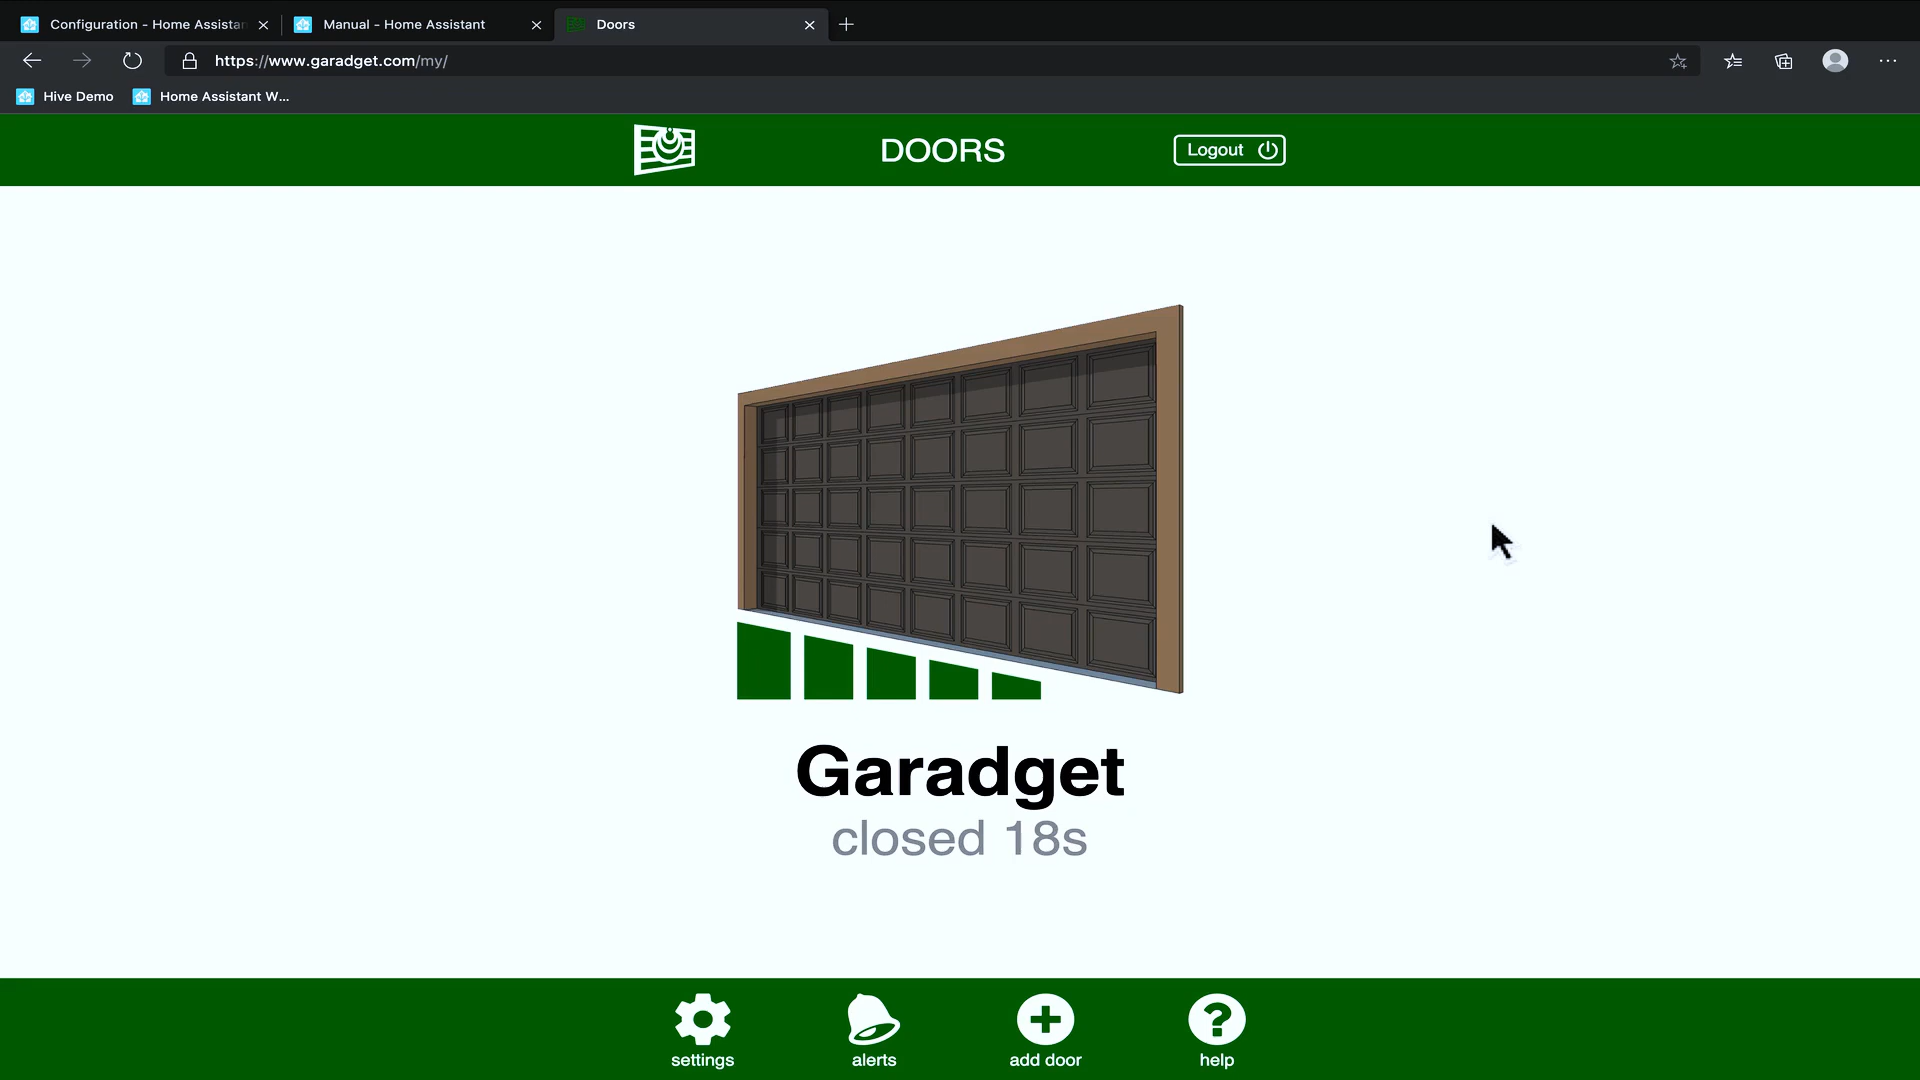 Configuration - Home Assistan
Manual - Home Assistant
Doors
https://www.garadget.com/my/
Hive Demo
Home Assistant W...
DOORS
Logout
Garadget
closed 18s
settings
alerts
add door
help